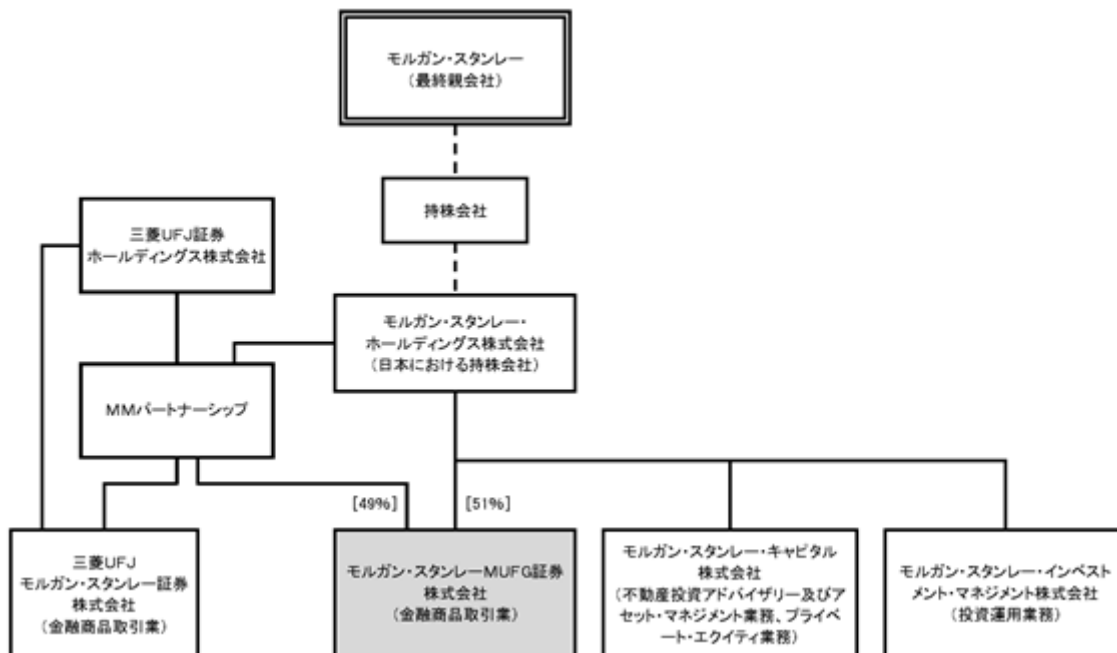 モルガン・スタンレー
（最終親会社）
持株会社
三菱UFJ証券
ホールディングス株式会社
モルガン・スタンレー・
ホールディングス株式会社
（日本における持株会社）
MMパートナーシップ
[49%]
[51%]
三菱UFJ
モルガン・スタンレー証券
株式会社
（金融商品取引業）
モルガン・スタンレーMUFG証券
株式会社
（金融商品取引業）
モルガン・スタンレー・キャピタル
株式会社
（不動産投資アドバイザリー及びア
セット・マネジメント業務、プライベ
ート・エクイティ業務）
モルガン・スタンレー・インベスト
メント・マネジメント株式会社
（投資運用業務）